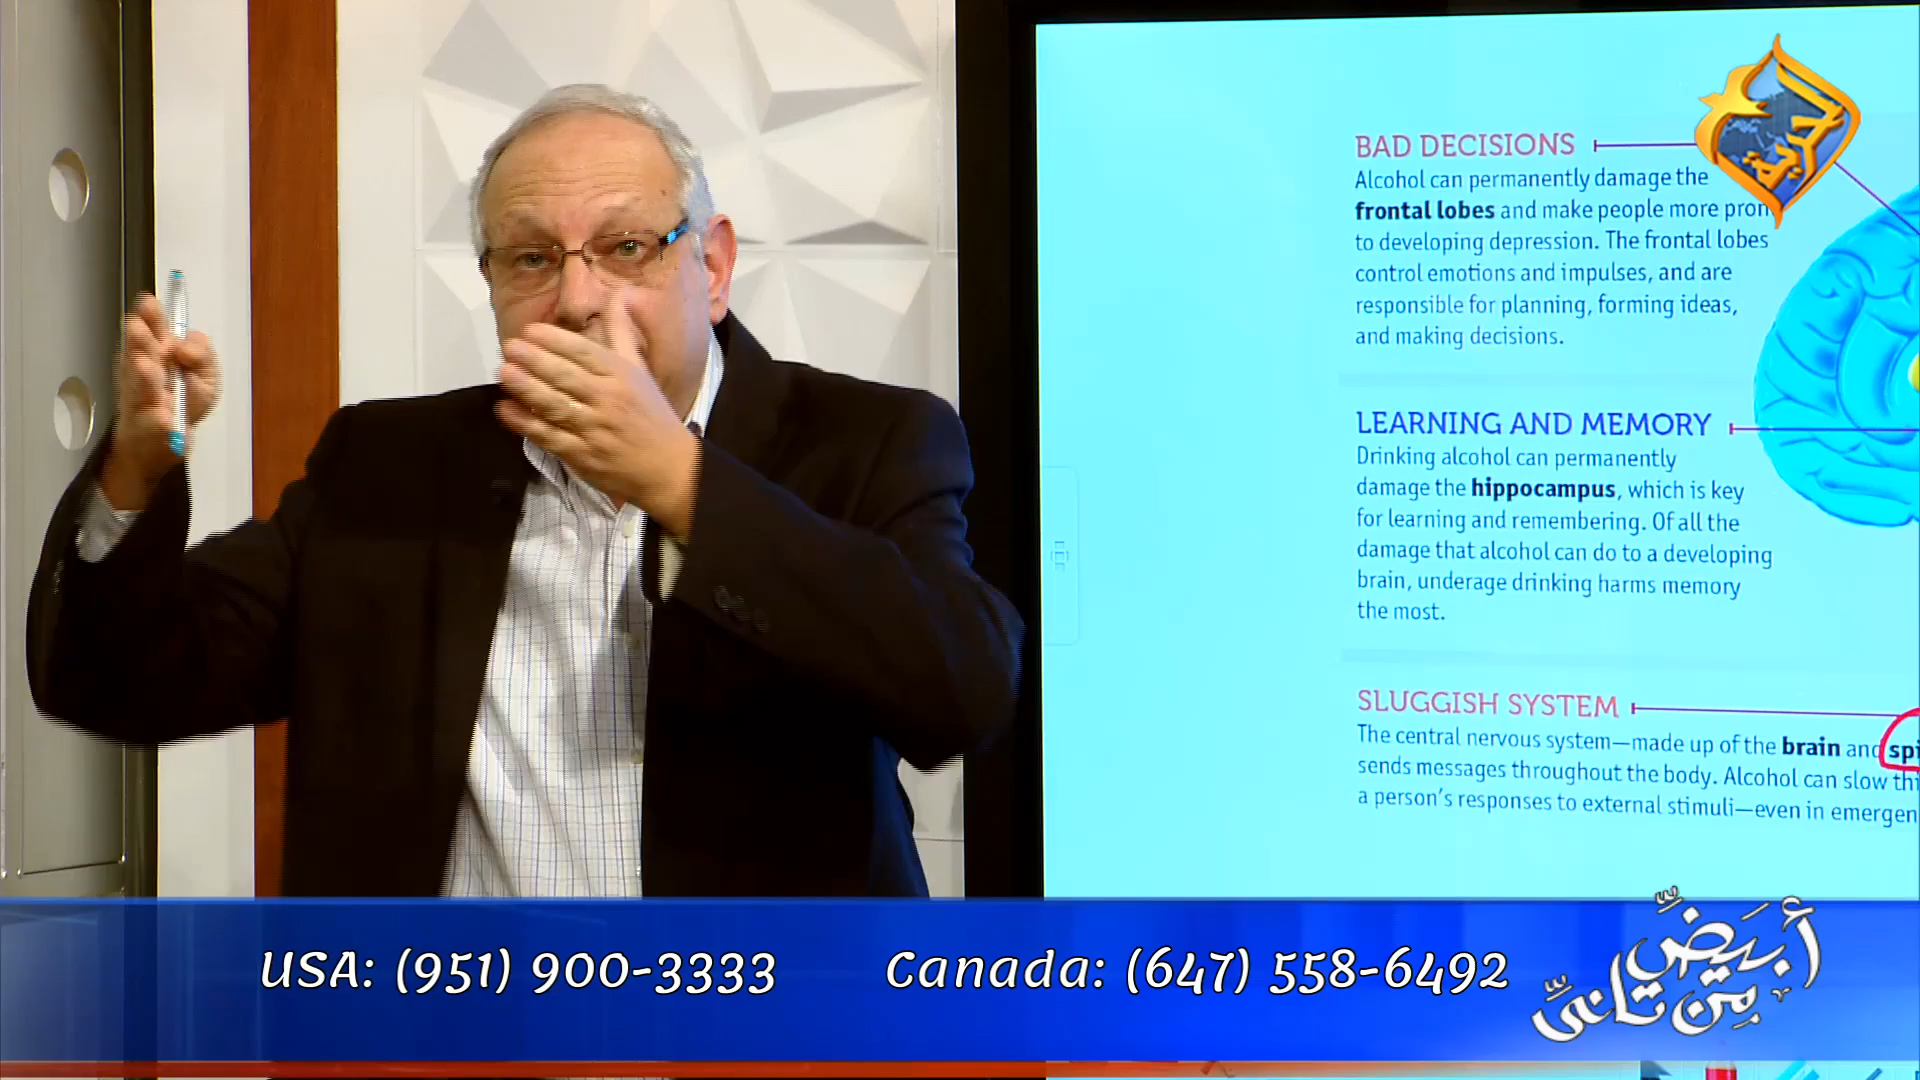 BAD DECISIONS
Alcohol can permanently damage the
frontal lobes and make people more pron
to developing depression. The frontal lobes
control emotions and impulses, and are
responsible for planning, forming ideas,
and making decisions.
LEARNING AND MEMORY
Drinking alcohol can permanently
damage the hippocampus, which is key
for learning and remembering. Of all the
damage that alcohol can do to a developing
brain, underage drinking harms memory
the most.
SLUGGISH SYSTEM
The central nervous system—made up of the brain and spi
sends messages throughout the body. Alcohol can slow thi
a person's responses to external stimuli—even in emergen
الحرية
USA: (951) 900-3333 Canada: (647) 558-6492
أبيَضِّ
مِن تانىِّ